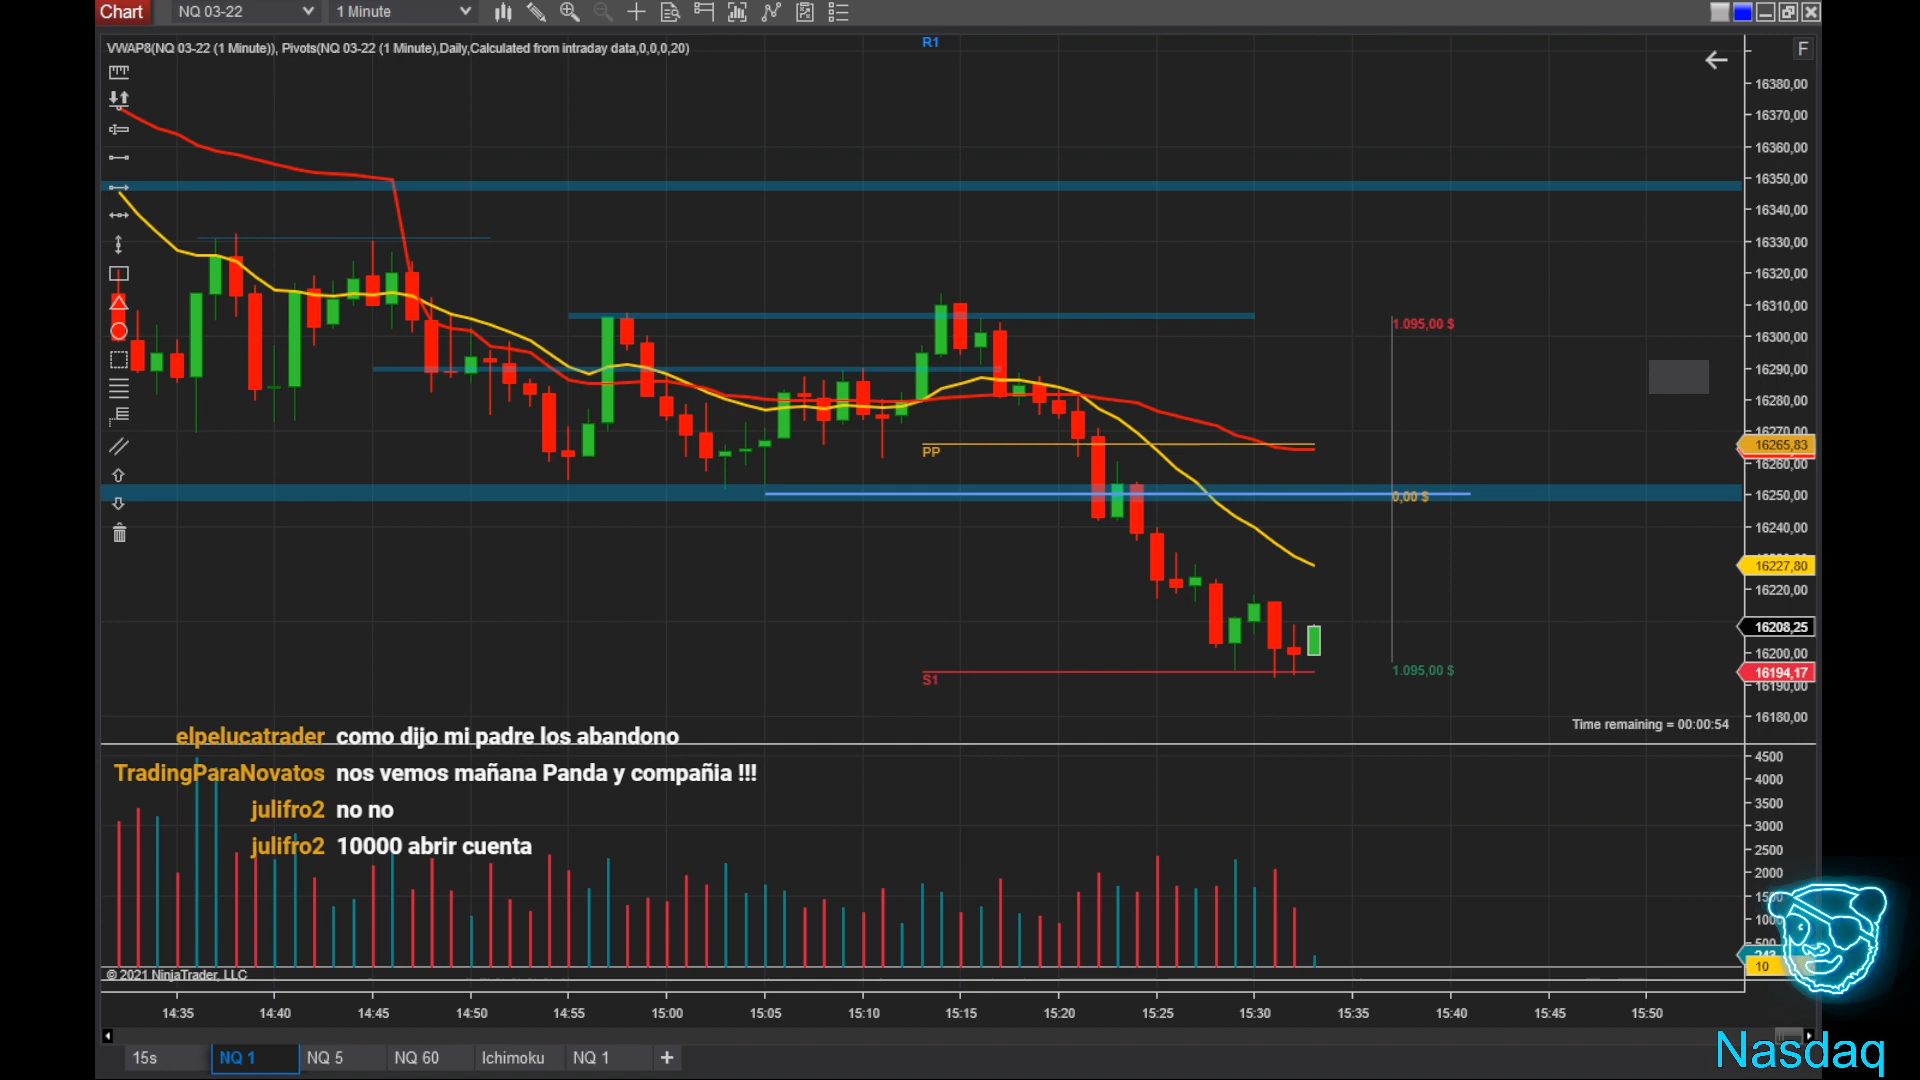 Chart NQ 03-22 1 Minute
VWAP8(NQ 03-22 (1 Minute)), Pivots(NQ 03-22 (1 Minute),Daily,Calculated from intraday data,0,0,0,20)
R1
F
16380,00
16370,00
16360,00
16350,00
16340,00
16330,00
16320,00
16310,00
16300,00
16290,00
16280,00
16270,00
16265,83
16260,00
16250,00
16240,00
16227,80
16220,00
16208,25
16200,00
16194,17
16190,00
16180,00
1.095,00 $
PP
0,00 $
1.095,00 $
S1
Time remaining = 00:00:54
elpelucatrader como dijo mi padre los abandono
TradingParaNovatos nos vemos mañana Panda y compañia !!!
julifro2 no no
julifro2 10000 abrir cuenta
4500
4000
3500
3000
2500
2000
1500
1000
500
243
10
© 2021 NinjaTrader, LLC
14:35 14:40 14:45 14:50 14:55 15:00 15:05 15:10 15:15 15:20 15:25 15:30 15:35 15:40 15:45 15:50
15s NQ 1 NQ 5 NQ 60 Ichimoku NQ 1 +
Nasdaq